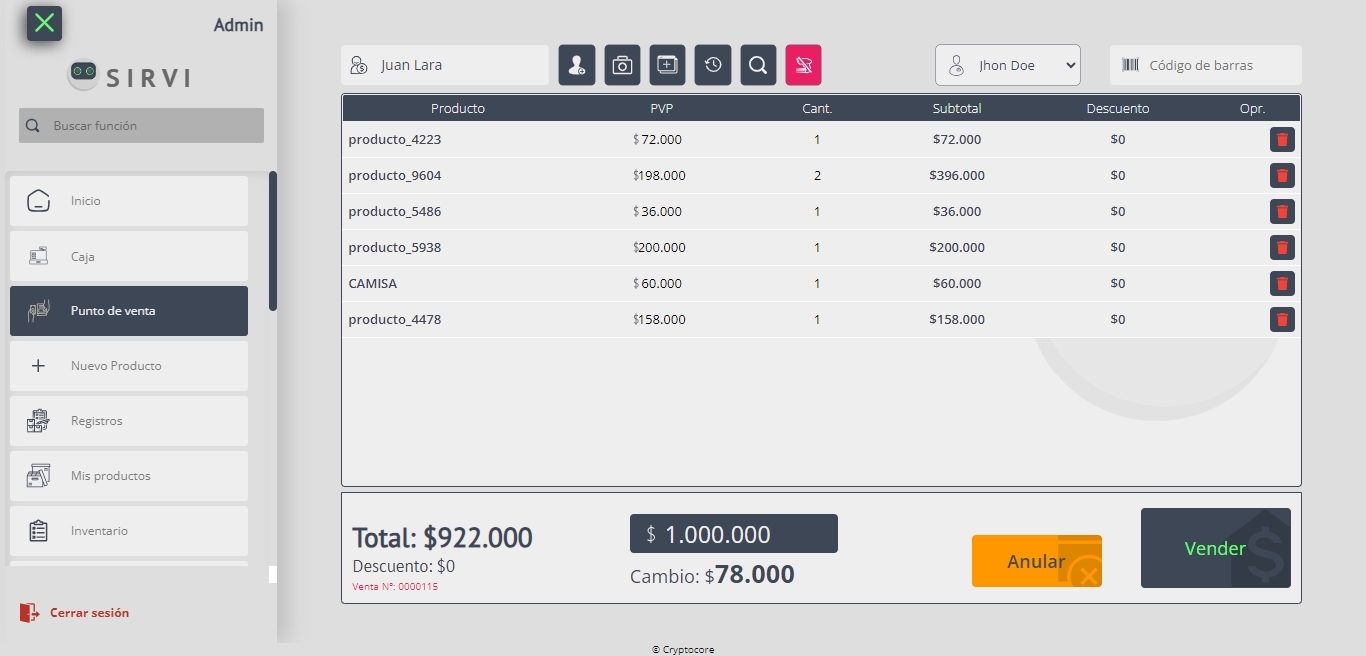 Admin
SIRVI
Buscar función
Inicio
Caja
Punto de venta
Nuevo Producto
Registros
Mis productos
Inventario
Cerrar sesión
Juan Lara
Jhon Doe
Código de barras
Producto PVP Cant. Subtotal Descuento Opr.
producto_4223 $ 72.000 1 $72.000 $0
producto_9604 $198.000 2 $396.000 $0
producto_5486 $ 36.000 1 $36.000 $0
producto_5938 $200.000 1 $200.000 $0
CAMISA $ 60.000 1 $60.000 $0
producto_4478 $158.000 1 $158.000 $0
Total: $922.000
Descuento: $0
Venta N°: 0000115
$ 1.000.000
Cambio: $78.000
Anular
Vender
© Cryptocore